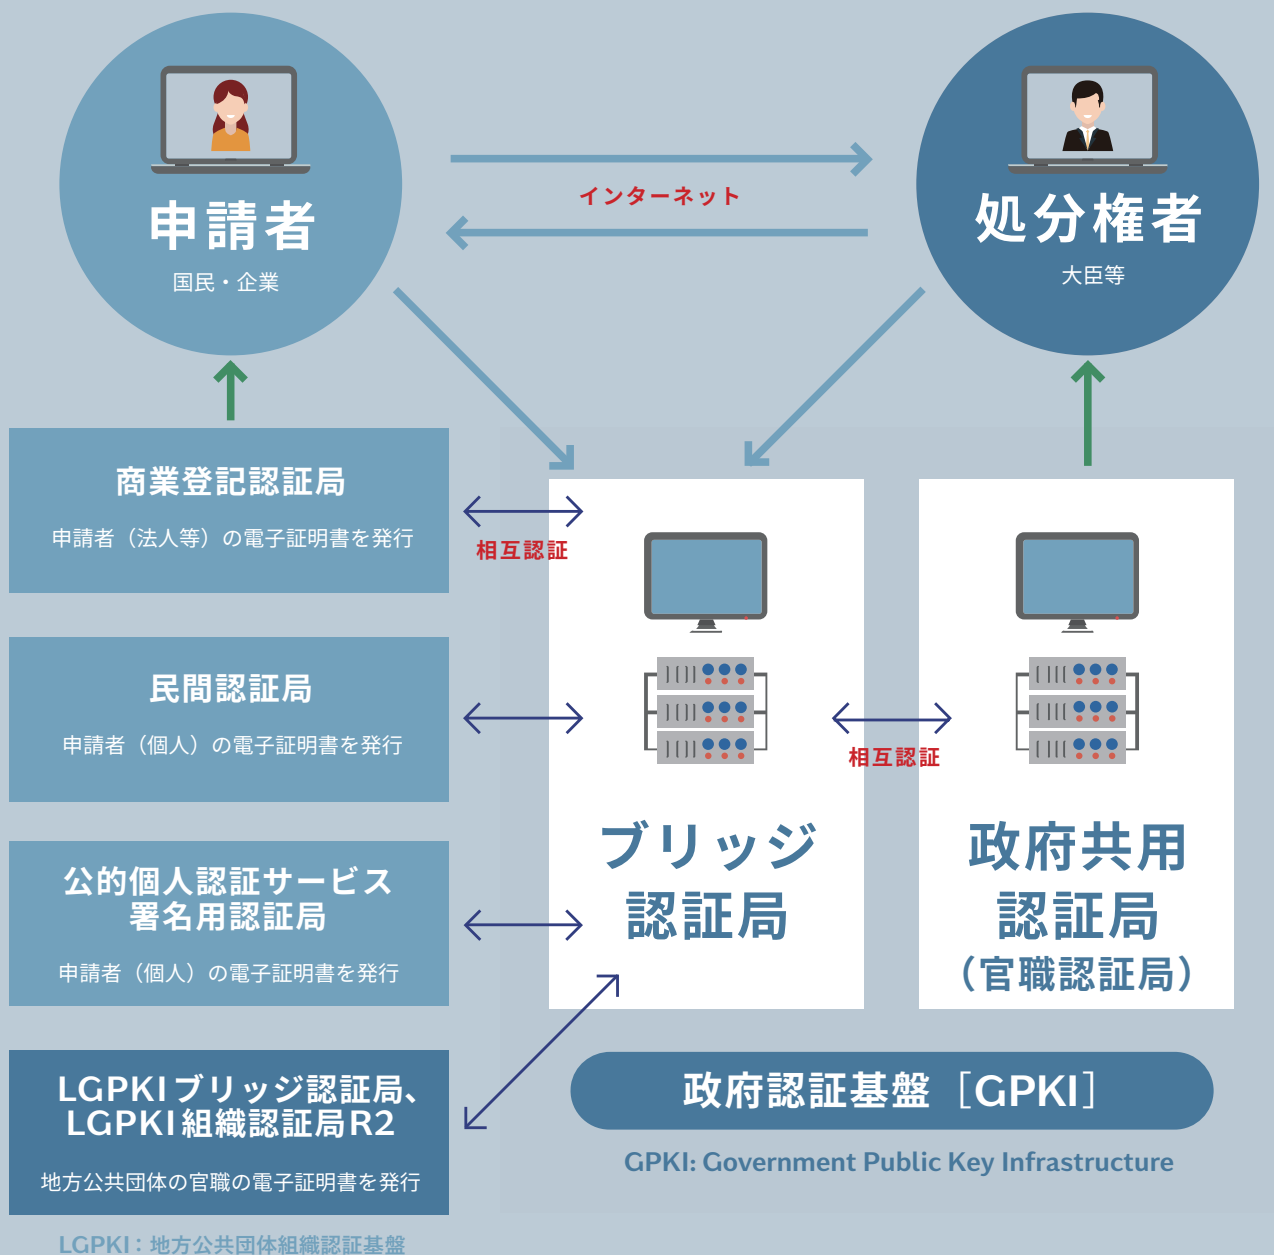 申請者
国民・企業
インターネット
処分権者
大臣等
商業登記認証局
申請者（法人等）の電子証明書を発行
相互認証
民間認証局
申請者（個人）の電子証明書を発行
公的個人認証サービス
署名用認証局
申請者（個人）の電子証明書を発行
LGPKIブリッジ認証局、
LGPKI組織認証局R2
地方公共団体の官職の電子証明書を発行
LGPKI：地方公共団体組織認証基盤
ブリッジ
認証局
相互認証
政府共用
認証局
（官職認証局）
政府認証基盤［GPKI］
GPKI: Government Public Key Infrastructure